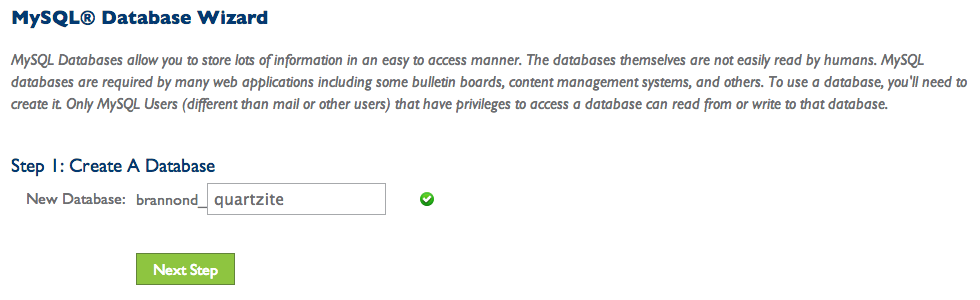 MySQL® Database Wizard
MySQL Databases allow you to store lots of information in an easy to access manner. The databases themselves are not easily read by humans. MySQL
databases are required by many web applications including some bulletin boards, content management systems, and others. To use a database, you'll need to
create it. Only MySQL Users (different than mail or other users) that have privileges to access a database can read from or write to that database.
Step 1: Create A Database
New Database: brannond_quartzite
Next Step